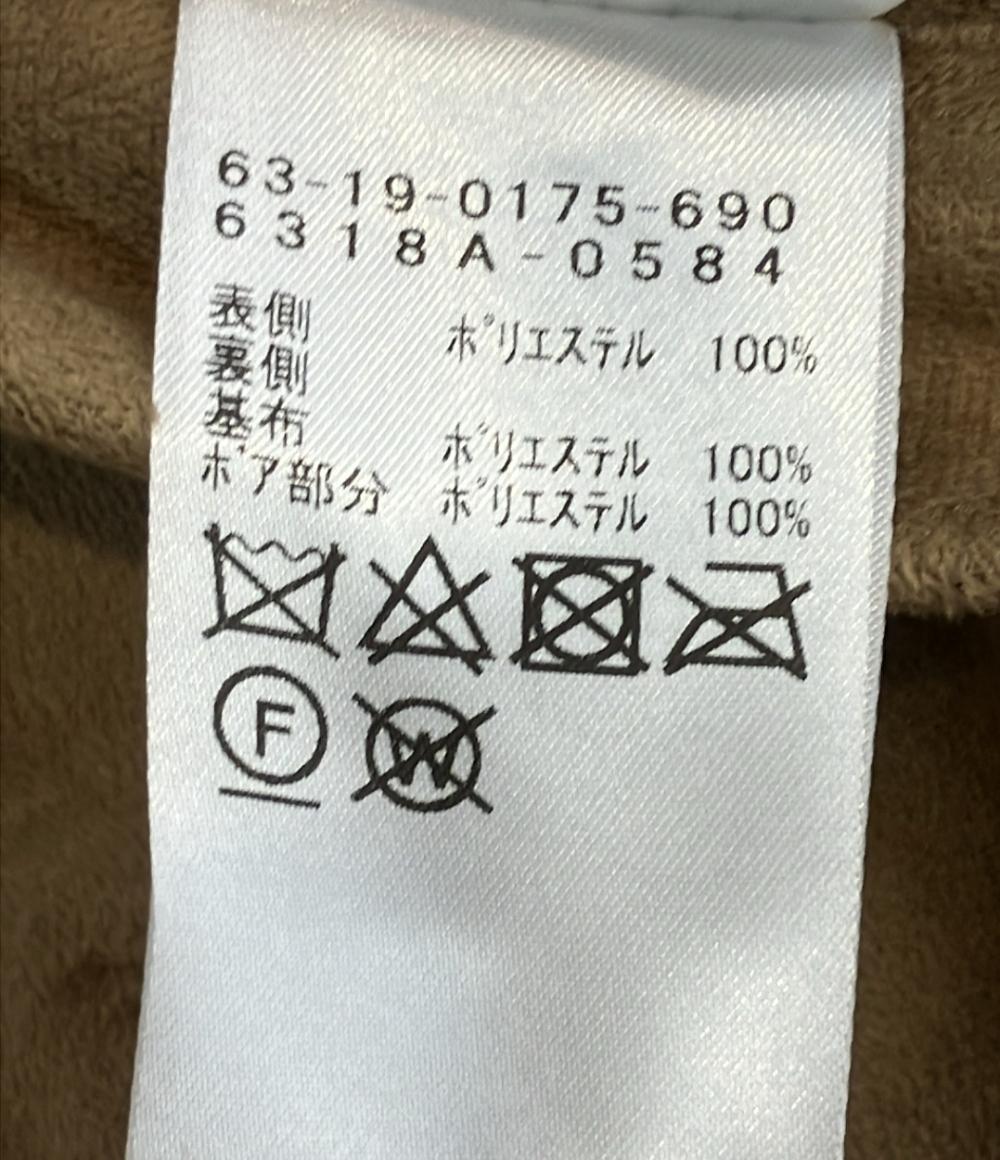 63-19-0175-690
6318A-0584
表側 ポリエステル 100%
裏側
基布 ポリエステル 100%
ボア部分 ポリエステル 100%
F
W